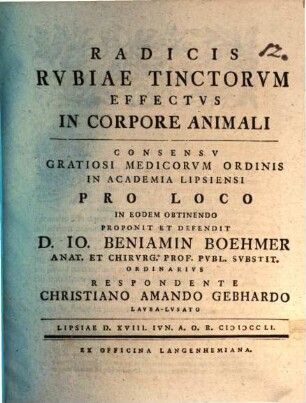 12.
RADICIS
RVBIAE TINCTORVM
EFFECTVS
IN CORPORE ANIMALI
CONSENSV
GRATIOSI MEDICORVM ORDINIS
IN ACADEMIA LIPSIENSI
PRO LOCO
IN EODEM OBTINENDO
PROPONIT ET DEFENDIT
D. IO. BENIAMIN BOEHMER
ANAT. ET CHIRVRG. PROF. PVBL. SVBSTIT.
ORDINARIVS
RESPONDENTE
CHRISTIANO AMANDO GEBHARDO
LAVBA-LVSATO
LIPSIAE D. XVIII. IVN. A. O. R. CIƆIƆCCLI.
EX OFFICINA LANGENHEMIANA.